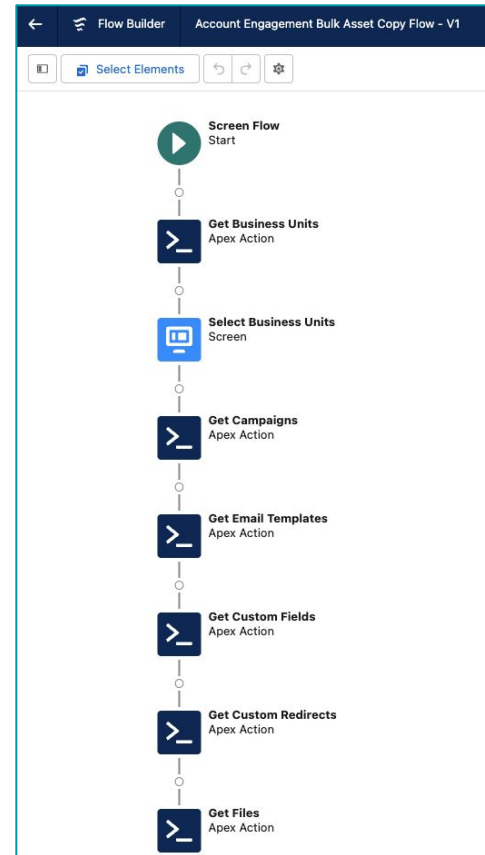 Flow Builder
Account Engagement Bulk Asset Copy Flow - V1
Select Elements
Screen Flow
Start
Get Business Units
Apex Action
Select Business Units
Screen
Get Campaigns
Apex Action
Get Email Templates
Apex Action
Get Custom Fields
Apex Action
Get Custom Redirects
Apex Action
Get Files
Apex Action